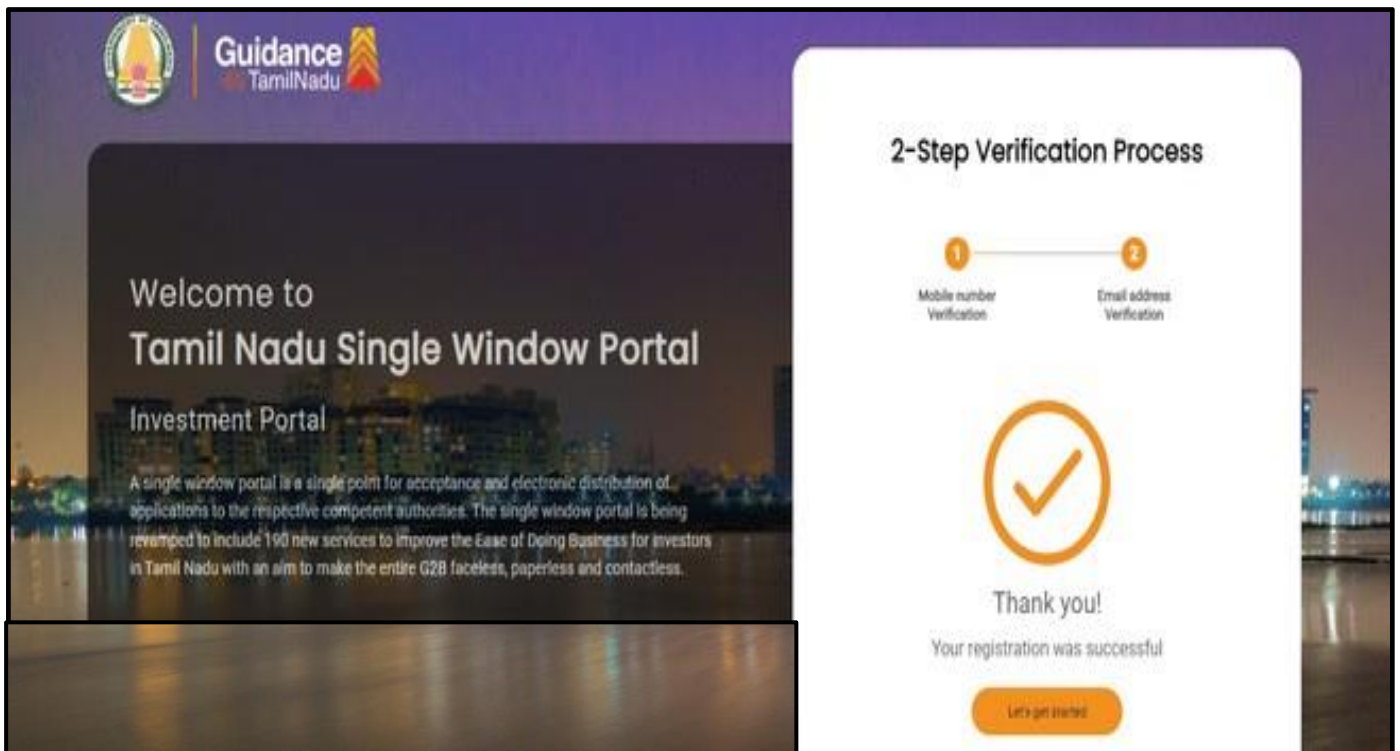 Guidance
TamilNadu
Welcome to
Tamil Nadu Single Window Portal
Investment Portal
A single window portal is a single point for acceptance and electronic distribution of
applications to the respective competent authorities. The single window portal is being
revamped to include 190 new services to improve the Ease of Doing Business for investors
in Tamil Nadu with an aim to make the entire G2B faceless, paperless and contactless.
2-Step Verification Process
1
2
Mobile number
Verification
Email address
Verification
Thank you!
Your registration was successful
Let's get started